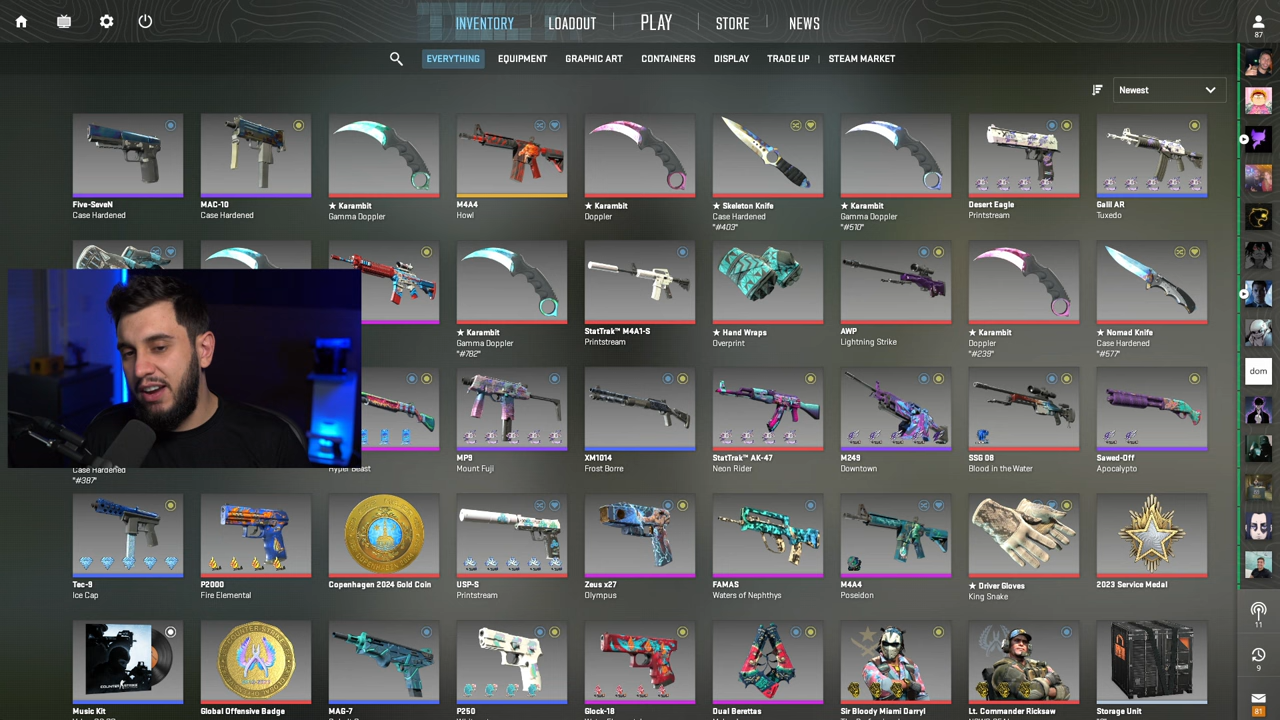 INVENTORY LOADOUT PLAY STORE NEWS
87
EVERYTHING EQUIPMENT GRAPHIC ART CONTAINERS DISPLAY TRADE UP STEAM MARKET
Newest
Five-SeveN
Case Hardened
MAC-10
Case Hardened
★ Karambit
Gamma Doppler
M4A4
Howl
★ Karambit
Doppler
★ Skeleton Knife
Case Hardened
"#403"
★ Karambit
Gamma Doppler
"#510"
Desert Eagle
Printstream
Galil AR
Tuxedo
★ Karambit
Gamma Doppler
"#782"
StatTrak™ M4A1-S
Printstream
★ Hand Wraps
Overprint
AWP
Lightning Strike
★ Karambit
Doppler
"#239"
★ Nomad Knife
Case Hardened
"#577"
dom
Case Hardened
"#387"
Hyper Beast
MP9
Mount Fuji
XM1014
Frost Borre
StatTrak™ AK-47
Neon Rider
M249
Downtown
SSG 08
Blood in the Water
Sawed-Off
Apocalypto
Tec-9
Ice Cap
P2000
Fire Elemental
Copenhagen 2024 Gold Coin
USP-S
Printstream
Zeus x27
Olympus
FAMAS
Waters of Nephthys
M4A4
Poseidon
★ Driver Gloves
King Snake
2023 Service Medal
11
9
81
COUNTER-STRIKE
Music Kit
Global Offensive Badge
MAG-7
P250
Glock-18
Dual Berettas
Sir Bloody Miami Darryl
Lt. Commander Ricksaw
Storage Unit